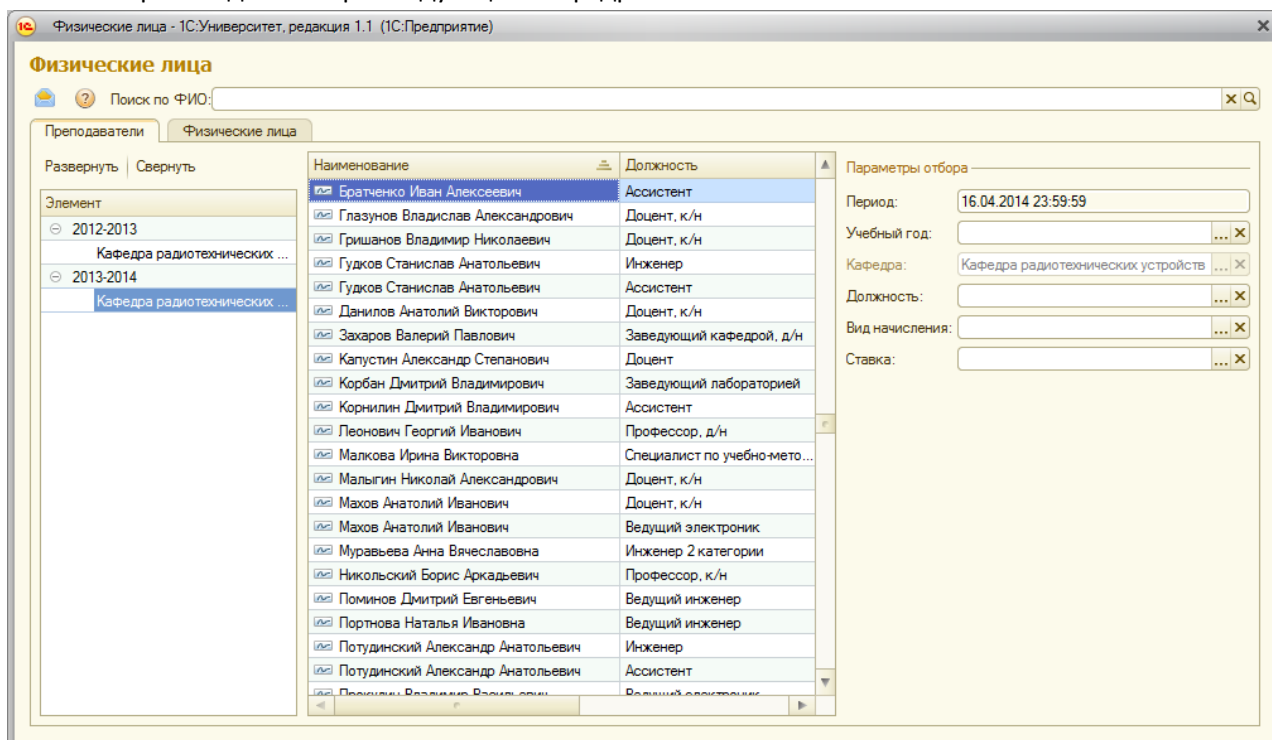 Физические лица - 1С:Университет, редакция 1.1 (1С:Предприятие)
Физические лица
Поиск по ФИО:
Преподаватели Физические лица
Развернуть Свернуть
Элемент
2012-2013
Кафедра радиотехнических ...
2013-2014
Кафедра радиотехнических ...
Наименование Должность
Братченко Иван Алексеевич Ассистент
Глазунов Владислав Александрович Доцент, к/н
Гришанов Владимир Николаевич Доцент, к/н
Гудков Станислав Анатольевич Инженер
Гудков Станислав Анатольевич Ассистент
Данилов Анатолий Викторович Доцент, к/н
Захаров Валерий Павлович Заведующий кафедрой, д/н
Капустин Александр Степанович Доцент
Корбан Дмитрий Владимирович Заведующий лабораторией
Корнилин Дмитрий Владимирович Ассистент
Леонович Георгий Иванович Профессор, д/н
Малкова Ирина Викторовна Специалист по учебно-мето...
Малыгин Николай Александрович Доцент, к/н
Махов Анатолий Иванович Доцент, к/н
Махов Анатолий Иванович Ведущий электроник
Муравьева Анна Вячеславовна Инженер 2 категории
Никольский Борис Аркадьевич Профессор, к/н
Поминов Дмитрий Евгеньевич Ведущий инженер
Портнова Наталья Ивановна Ведущий инженер
Потудинский Александр Анатольевич Инженер
Потудинский Александр Анатольевич Ассистент
Параметры отбора
Период: 16.04.2014 23:59:59
Учебный год: ...
Кафедра: Кафедра радиотехнических устройств ...
Должность: ...
Вид начисления: ...
Ставка: ...